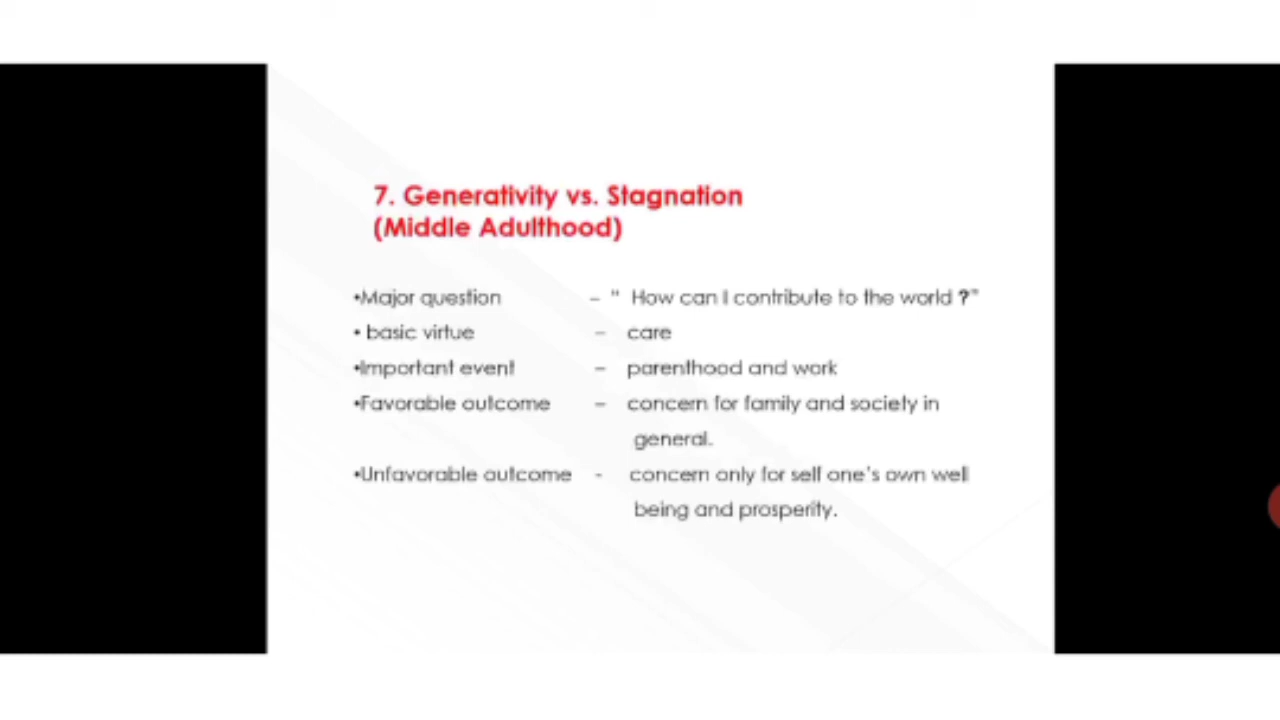 7. Generativity vs. Stagnation
(Middle Adulthood)
•Major question – " How can I contribute to the world ?"
• basic virtue – care
•Important event – parenthood and work
•Favorable outcome – concern for family and society in
general.
•Unfavorable outcome - concern only for self one's own well
being and prosperity.